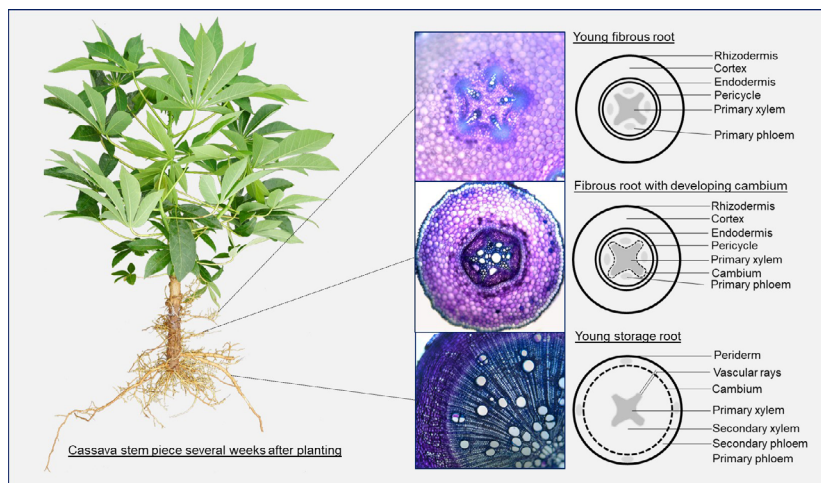 Young fibrous root
Rhizodermis
Cortex
Endodermis
Pericycle
Primary xylem
Primary phloem
Fibrous root with developing cambium
Rhizodermis
Cortex
Endodermis
Pericycle
Primary xylem
Cambium
Primary phloem
Young storage root
Periderm
Vascular rays
Cambium
Primary xylem
Secondary xylem
Secondary phloem
Primary phloem
Cassava stem piece several weeks after planting